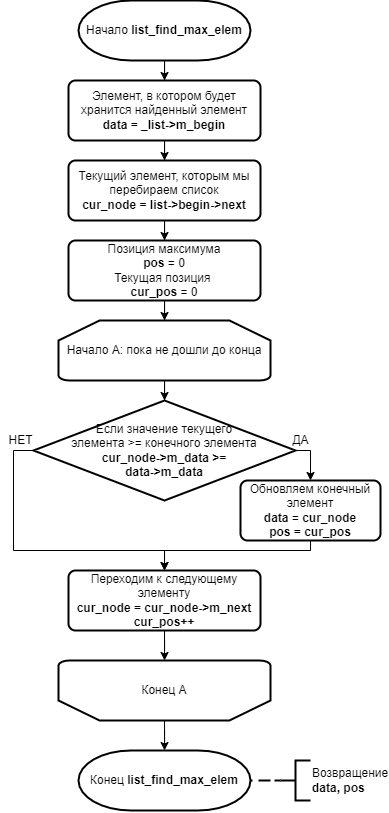 Начало list_find_max_elem
Элемент, в котором будет
хранится найденный элемент
data = _list->m_begin
Текущий элемент, которым мы
перебираем список
cur_node = list->begin->next
Позиция максимума
pos = 0
Текущая позиция
cur_pos = 0
Начало А: пока не дошли до конца
Если значение текущего
элемента >= конечного элемента
cur_node->m_data >=
data->m_data
НЕТ
ДА
Обновляем конечный
элемент
data = cur_node
pos = cur_pos
Переходим к следующему
элементу
cur_node = cur_node->m_next
cur_pos++
Конец А
Конец list_find_max_elem
Возвращение
data, pos